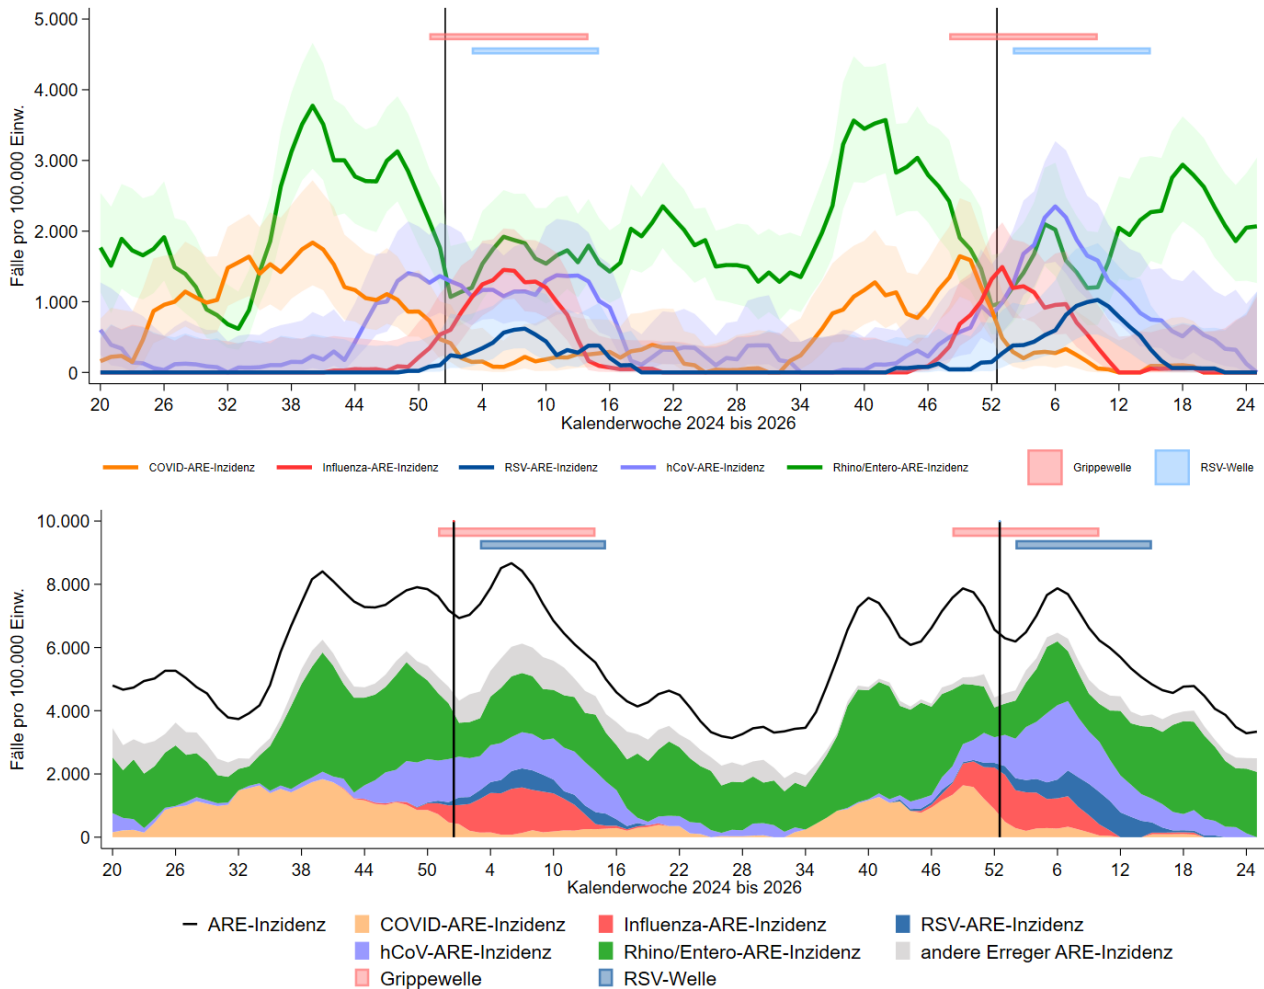 5.000
4.000
3.000
2.000
1.000
0
Fälle pro 100.000 Einw.
20 26 32 38 44 50 4 10 16 22 28 34 40 46 52 6 12 18 24
Kalenderwoche 2024 bis 2026
COVID-ARE-Inzidenz Influenza-ARE-Inzidenz RSV-ARE-Inzidenz hCoV-ARE-Inzidenz Rhino/Entero-ARE-Inzidenz Grippewelle RSV-Welle
10.000
8.000
6.000
4.000
2.000
0
Fälle pro 100.000 Einw.
20 26 32 38 44 50 4 10 16 22 28 34 40 46 52 6 12 18 24
Kalenderwoche 2024 bis 2026
ARE-Inzidenz COVID-ARE-Inzidenz Influenza-ARE-Inzidenz RSV-ARE-Inzidenz
hCoV-ARE-Inzidenz Rhino/Entero-ARE-Inzidenz andere Erreger ARE-Inzidenz
Grippewelle RSV-Welle